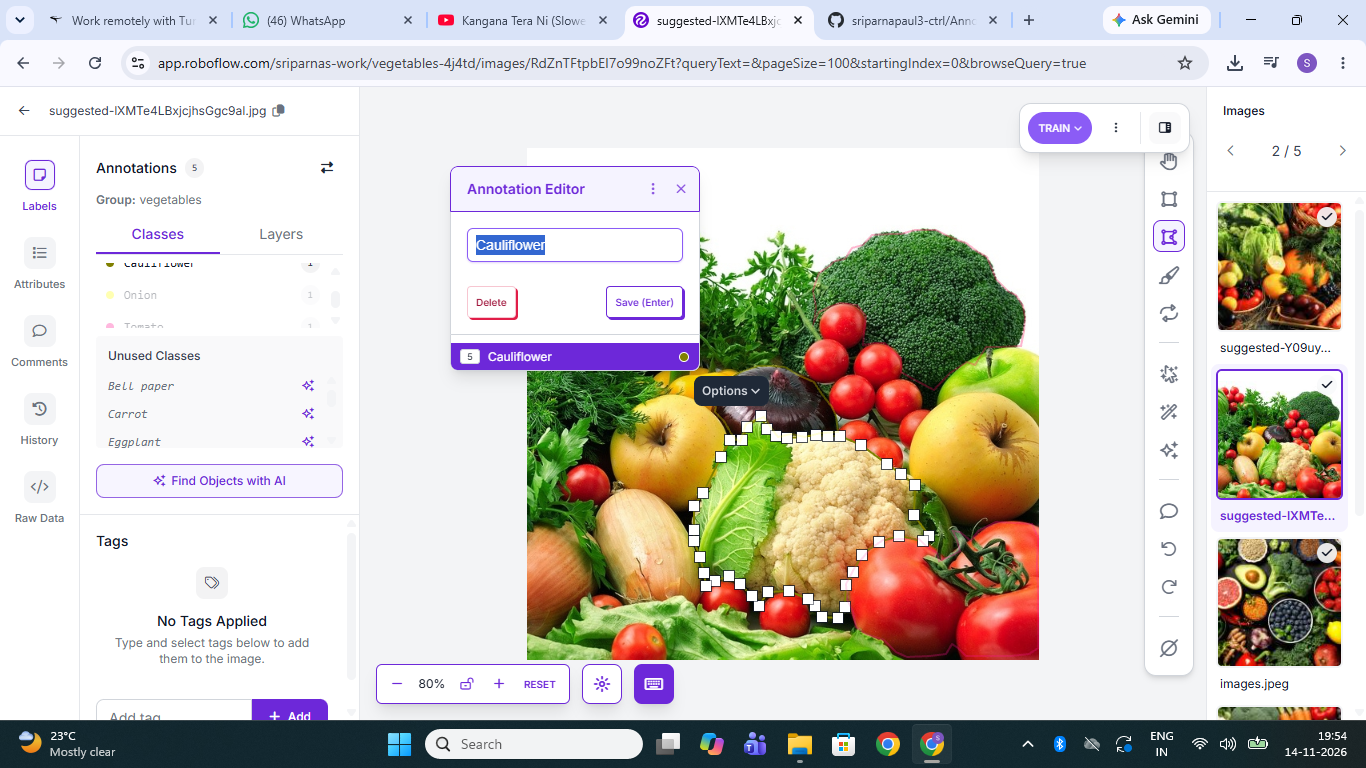 Work remotely with Tu
(46) WhatsApp
Kangana Tera Ni (Slowe
suggested-lXMTe4LBxjc
sriparnapaul3-ctrl/Anno
Ask Gemini
app.roboflow.com/sriparnas-work/vegetables-4j4td/images/RdZnTFtpbEI7o99noZFt?queryText=&pageSize=100&startingIndex=0&browseQuery=true
S
suggested-lXMTe4LBxjcjhsGgc9al.jpg
TRAIN
Images
2 / 5
Labels
Attributes
Comments
History
Raw Data
Annotations 5
Group: vegetables
Classes Layers
Cauliflower 1
Onion 1
Tomato 1
Unused Classes
Bell paper
Carrot
Eggplant
Find Objects with AI
Tags
No Tags Applied
Type and select tags below to add
them to the image.
Add tag
+ Add
Annotation Editor
Cauliflower
Delete
Save (Enter)
5 Cauliflower
Options
80%
RESET
suggested-Y09uy...
suggested-lXMTe...
images.jpeg
23°C
Mostly clear
Search
ENG
IN
19:54
14-11-2026